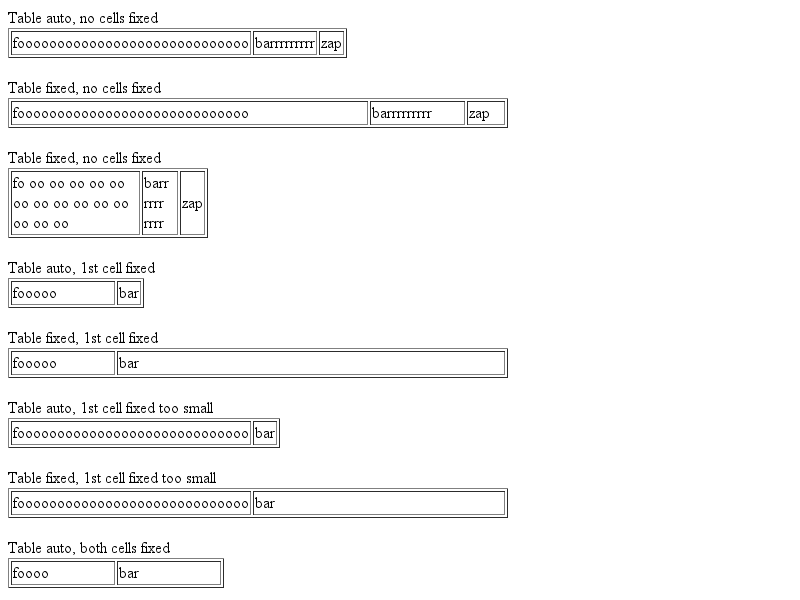 Table auto, no cells fixed
fooooooooooooooooooooooooooooo barrrrrrrrr zap
Table fixed, no cells fixed
fooooooooooooooooooooooooooooo barrrrrrrrr zap
Table fixed, no cells fixed
fo oo oo oo oo oo
oo oo oo oo oo oo
oo oo oo
barr
rrrr
rrrr
zap
Table auto, 1st cell fixed
fooooo bar
Table fixed, 1st cell fixed
fooooo bar
Table auto, 1st cell fixed too small
fooooooooooooooooooooooooooooo bar
Table fixed, 1st cell fixed too small
fooooooooooooooooooooooooooooo bar
Table auto, both cells fixed
foooo bar